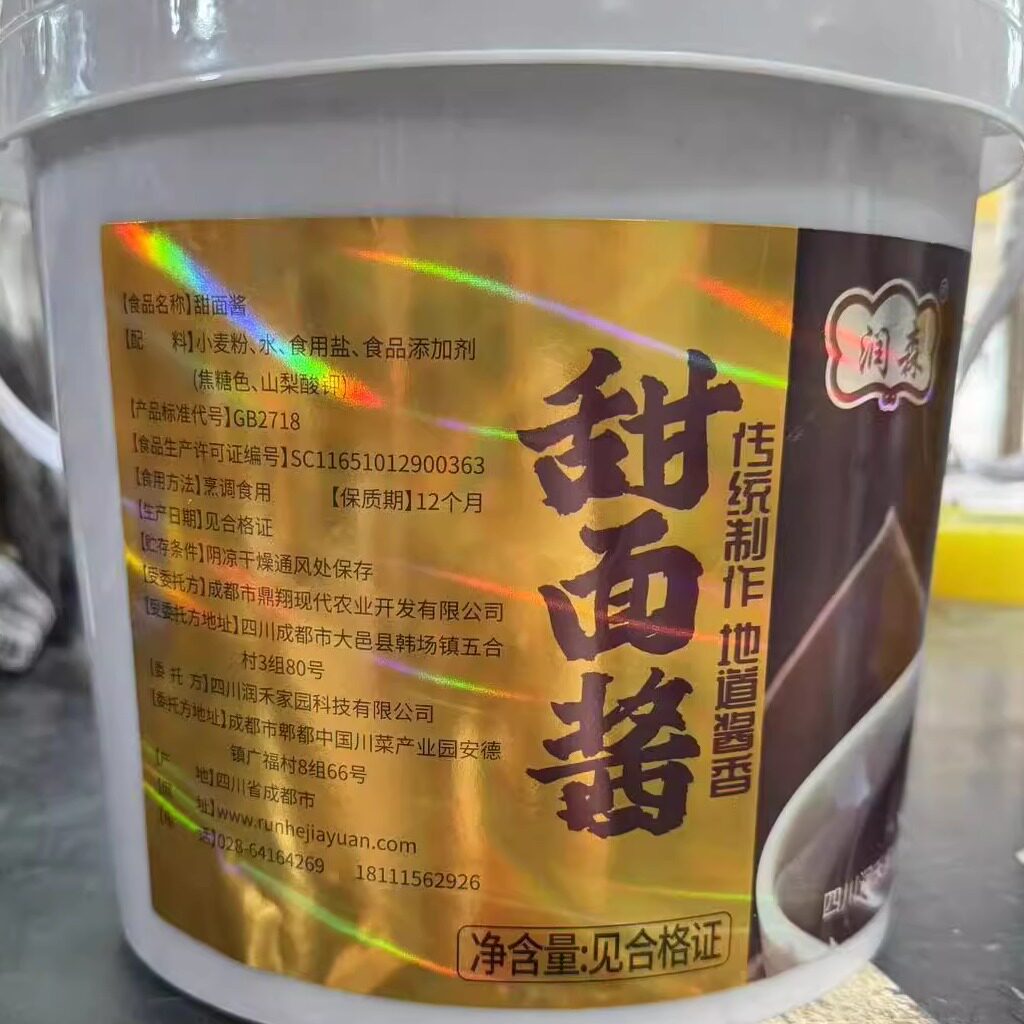 【食品名称】甜面酱
【配 料】小麦粉、水、食用盐、食品添加剂
(焦糖色、山梨酸钾)
【产品标准代号】GB2718
【食品生产许可证编号】SC11651012900363
【食用方法】烹调食用 【保质期】12个月
【生产日期】见合格证
【贮存条件】阴凉干燥通风处保存
【受委托方】成都市鼎翔现代农业开发有限公司
【受委托方地址】四川成都市大邑县韩场镇五合
村3组80号
【委托方】四川润禾家园科技有限公司
【委托方地址】成都市郫都中国川菜产业园安德
镇广福村8组66号
【产 地】四川省成都市
【网 址】www.runhejiayuan.com
028-64164269 18111562926
净含量:见合格证
甜面酱
传统制作 地道酱香
润森®
四川润